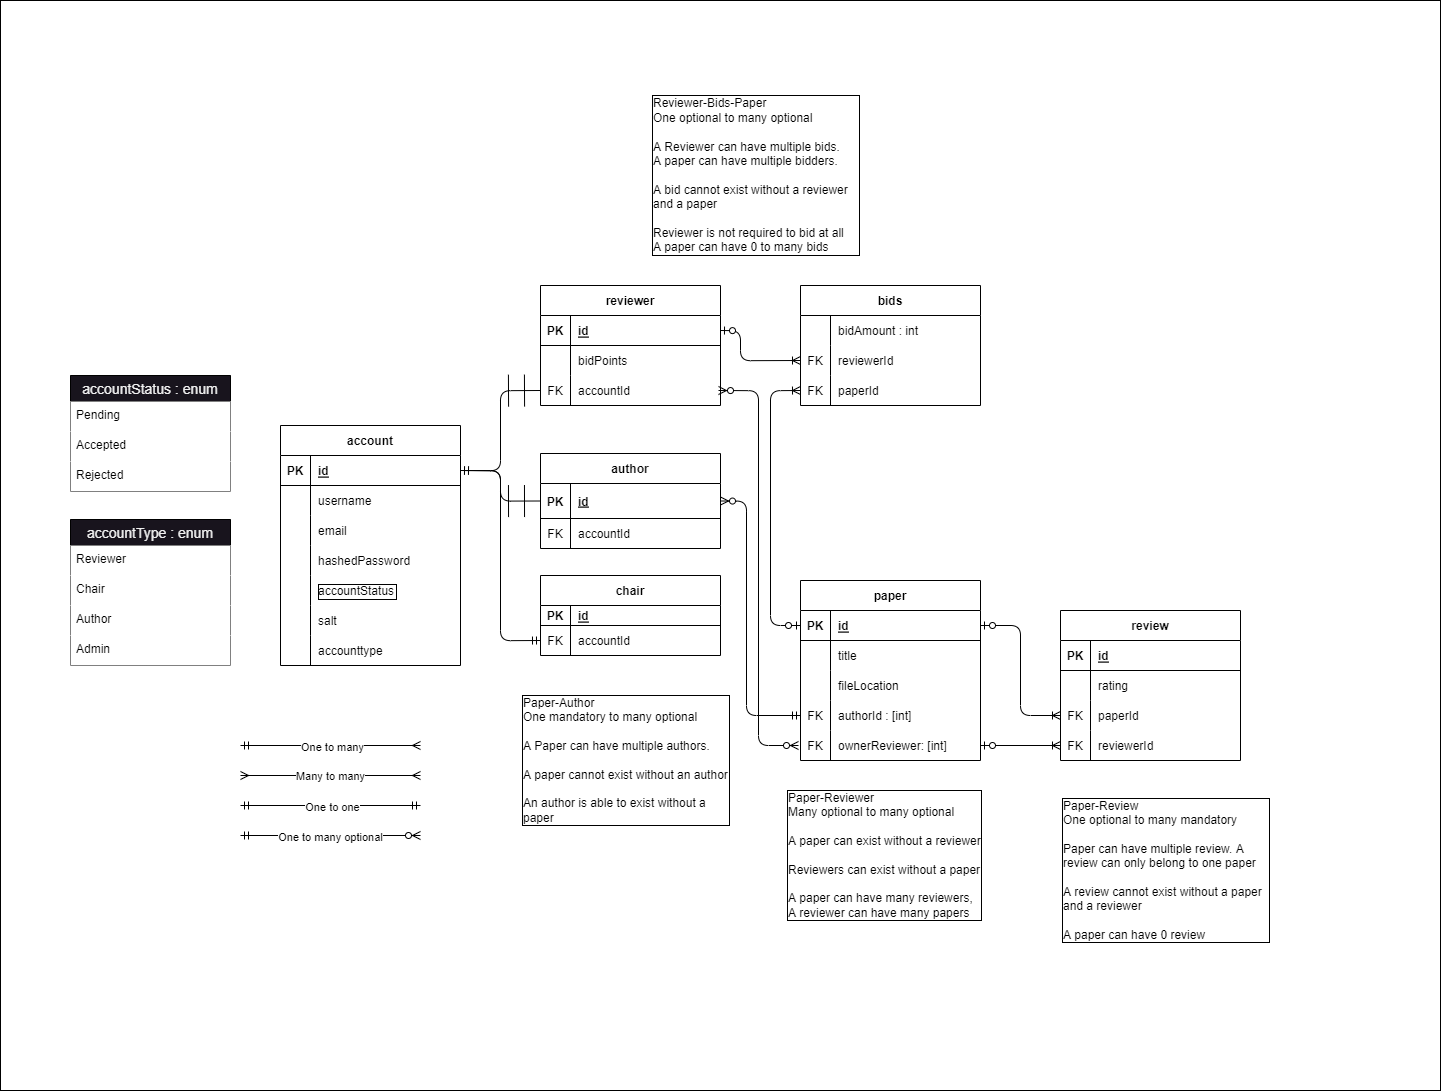 Reviewer-Bids-Paper
One optional to many optional
A Reviewer can have multiple bids.
A paper can have multiple bidders.
A bid cannot exist without a reviewer
and a paper
Reviewer is not required to bid at all
A paper can have 0 to many bids
reviewer
PK id
bidPoints
FK accountId
bids
bidAmount : int
FK reviewerId
FK paperId
accountStatus : enum
Pending
Accepted
Rejected
accountType : enum
Reviewer
Chair
Author
Admin
account
PK id
username
email
hashedPassword
accountStatus
salt
accounttype
author
PK id
FK accountId
chair
PK id
FK accountId
paper
PK id
title
fileLocation
FK authorId : [int]
FK ownerReviewer: [int]
review
PK id
rating
FK paperId
FK reviewerId
One to many
Many to many
One to one
One to many optional
Paper-Author
One mandatory to many optional
A Paper can have multiple authors.
A paper cannot exist without an author
An author is able to exist without a
paper
Paper-Reviewer
Many optional to many optional
A paper can exist without a reviewer
Reviewers can exist without a paper
A paper can have many reviewers,
A reviewer can have many papers
Paper-Review
One optional to many mandatory
Paper can have multiple review. A
review can only belong to one paper
A review cannot exist without a paper
and a reviewer
A paper can have 0 review